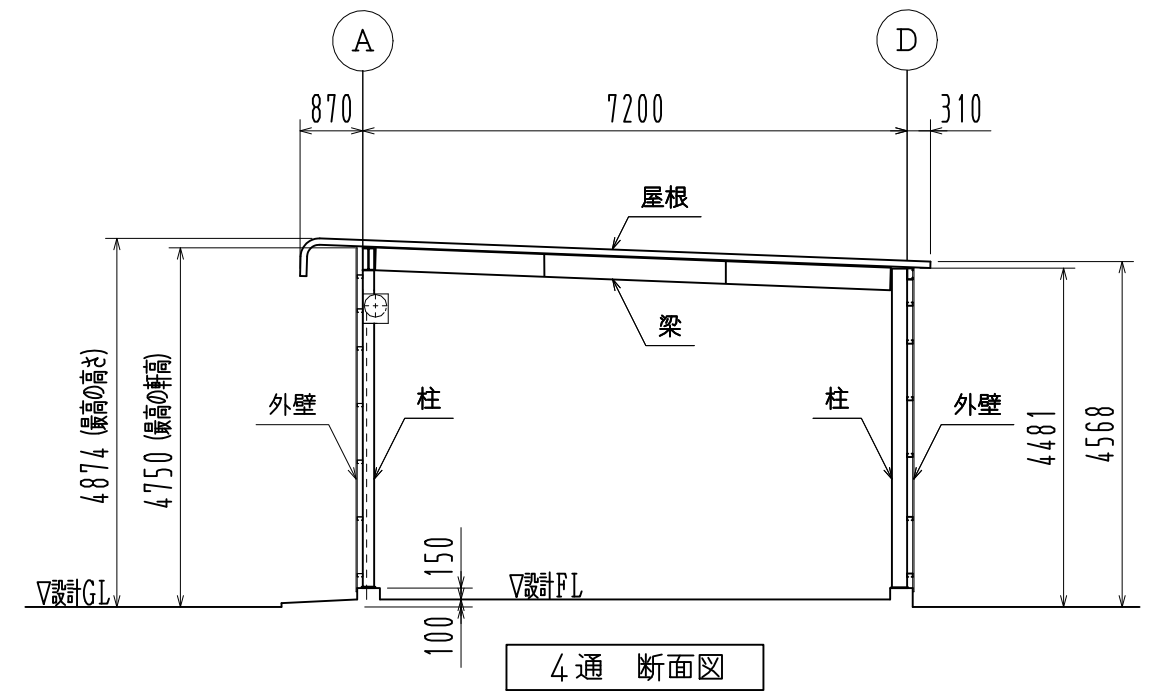 A
D
870
7200
310
屋根
梁
外壁
柱
柱
外壁
4874 (最高の高さ)
4750 (最高の軒高)
4481
4568
150
100
▽設計GL
▽設計FL
4通 断面図